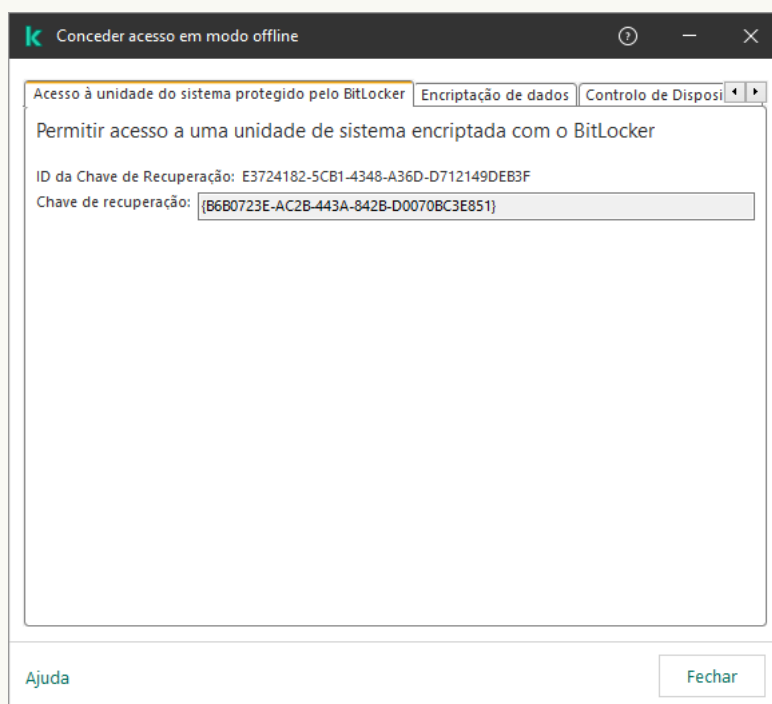 Conceder acesso em modo offline
Acesso à unidade do sistema protegido pelo BitLocker
Encriptação de dados
Controlo de Disposi
Permitir acesso a uma unidade de sistema encriptada com o BitLocker
ID da Chave de Recuperação: E3724182-5CB1-4348-A36D-D712149DEB3F
Chave de recuperação: {B6B0723E-AC2B-443A-842B-D0070BC3E851}
Ajuda
Fechar